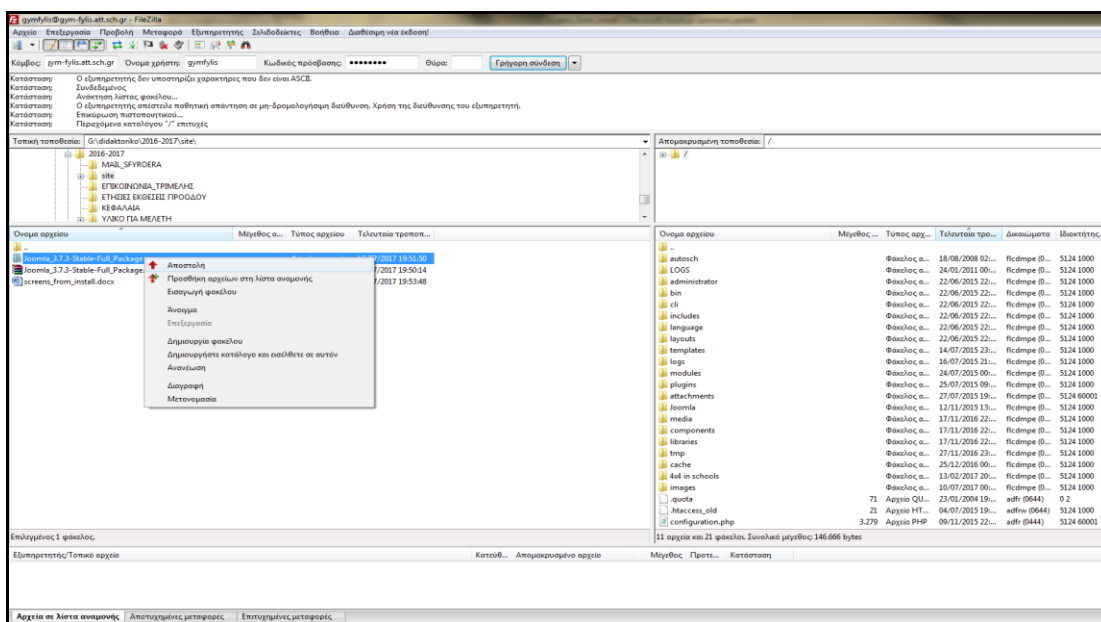 gymfylis@gym-fylis.att.sch.gr - FileZilla
Αρχείο Επεξεργασία Προβολή Μεταφορά Εξυπηρετητής Σελιδοδείκτες Βοήθεια Διαθέσιμη νέα έκδοση!
Κόμβος: ιym-fylis.att.sch.gr Όνομα χρήστη: gymfylis Κωδικός πρόσβασης: •••••••• Θύρα: Γρήγορη σύνδεση
Κατάσταση: Ο εξυπηρετητής δεν υποστηρίζει χαρακτήρες που δεν είναι ASCII.
Κατάσταση: Συνδεδεμένος
Κατάσταση: Ανάκτηση λίστας φακέλου...
Κατάσταση: Ο εξυπηρετητής απέστειλε παθητική απάντηση σε μη-δρομολογήσιμη διεύθυνση. Χρήση της διεύθυνσης του εξυπηρετητή.
Κατάσταση: Επικύρωση πιστοποιητικού...
Κατάσταση: Περιεχόμενα καταλόγου "/" επιτυχές
Τοπική τοποθεσία: G:\didaktoriko\2016-2017\site\ Απομακρυσμένη τοποθεσία: /
2016-2017 /
MAIL_SFYROERA
site
ΕΠΙΚΟΙΝΩΝΙΑ_ΤΡΙΜΕΛΗΣ
ΕΤΗΣΙΕΣ ΕΚΘΕΣΕΙΣ ΠΡΟΟΔΟΥ
ΚΕΦΑΛΑΙΑ
ΥΛΙΚΟ ΓΙΑ ΜΕΛΕΤΗ
Όνομα αρχείου Μέγεθος α... Τύπος αρχείου Τελευταία τροποπ...
..
Joomla_3.7.3-Stable-Full_Package /2017 19:51:50
Joomla_3.7.3-Stable-Full_Package. 7/2017 19:50:14
screens_from_install.docx 7/2017 19:53:48
Αποστολή
Προσθήκη αρχείων στη λίστα αναμονής
Εισαγωγή φακέλου
Άνοιγμα
Επεξεργασία
Δημιουργία φακέλου
Δημιουργήστε κατάλογο και εισέλθετε σε αυτόν
Ανανέωση
Διαγραφή
Μετονομασία
Όνομα αρχείου Μέγεθος ... Τύπος αρχ... Τελευταία τρο... Δικαιώματα Ιδιοκτήτης.
..
autosch Φάκελος α... 18/08/2008 02:... flcdmpe (0... 5124 1000
LOGS Φάκελος α... 24/01/2011 00:... flcdmpe (0... 5124 1000
administrator Φάκελος α... 22/06/2015 22:... flcdmpe (0... 5124 1000
bin Φάκελος α... 22/06/2015 22:... flcdmpe (0... 5124 1000
cli Φάκελος α... 22/06/2015 22:... flcdmpe (0... 5124 1000
includes Φάκελος α... 22/06/2015 22:... flcdmpe (0... 5124 1000
language Φάκελος α... 22/06/2015 22:... flcdmpe (0... 5124 1000
layouts Φάκελος α... 22/06/2015 22:... flcdmpe (0... 5124 1000
templates Φάκελος α... 14/07/2015 23:... flcdmpe (0... 5124 1000
logs Φάκελος α... 16/07/2015 21:... flcdmpe (0... 5124 1000
modules Φάκελος α... 24/07/2015 00:... flcdmpe (0... 5124 1000
plugins Φάκελος α... 25/07/2015 09:... flcdmpe (0... 5124 1000
attachments Φάκελος α... 27/07/2015 19:... flcdmpe (0... 5124 60001
Joomla Φάκελος α... 12/11/2015 13:... flcdmpe (0... 5124 1000
media Φάκελος α... 17/11/2016 22:... flcdmpe (0... 5124 1000
components Φάκελος α... 17/11/2016 22:... flcdmpe (0... 5124 1000
libraries Φάκελος α... 17/11/2016 22:... flcdmpe (0... 5124 1000
tmp Φάκελος α... 27/11/2016 23:... flcdmpe (0... 5124 1000
cache Φάκελος α... 25/12/2016 00:... flcdmpe (0... 5124 1000
4x4 in schools Φάκελος α... 13/02/2017 20:... flcdmpe (0... 5124 1000
images Φάκελος α... 10/07/2017 00:... flcdmpe (0... 5124 1000
.quota 71 Αρχείο QU... 23/01/2004 19:... adfr (0644) 0 2
.htaccess_old 21 Αρχείο HT... 04/07/2015 19:... adfrw (0644) 5124 1000
configuration.php 3.279 Αρχείο PHP 09/11/2015 22:... adfr (0444) 5124 60001
Επιλεγμένος 1 φάκελος. 11 αρχεία και 21 φάκελοι. Συνολικό μέγεθος: 146.666 bytes
Εξυπηρετητής/Τοπικό αρχείο Κατεύθ... Απομακρυσμένο αρχείο Μέγεθος Προτε... Κατάσταση
Αρχεία σε λίστα αναμονής Αποτυχημένες μεταφορές Επιτυχημένες μεταφορές